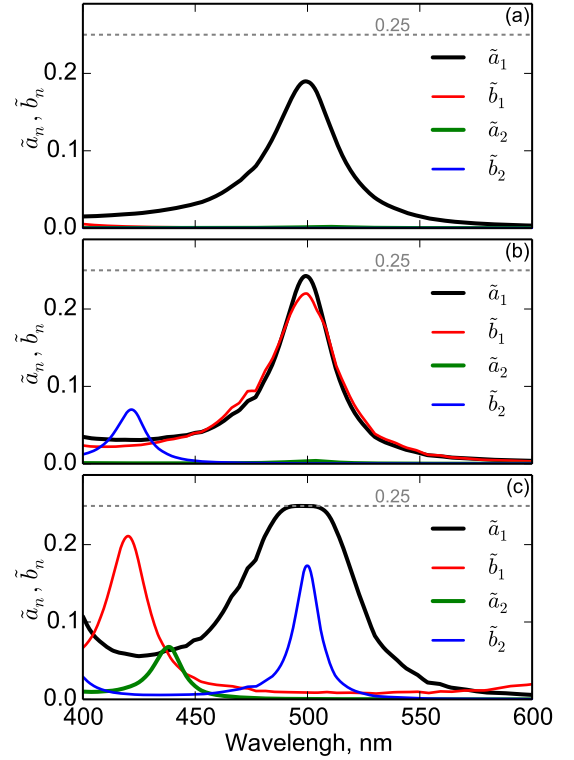 (a)
0.25
ã₁
b̃₁
ã₂
b̃₂
0.2
0.1
0.0
ãₙ, b̃ₙ
(b)
0.25
ã₁
b̃₁
ã₂
b̃₂
0.2
0.1
0.0
ãₙ, b̃ₙ
(c)
0.25
ã₁
b̃₁
ã₂
b̃₂
0.2
0.1
0.0
ãₙ, b̃ₙ
400 450 500 550 600
Wavelengh, nm